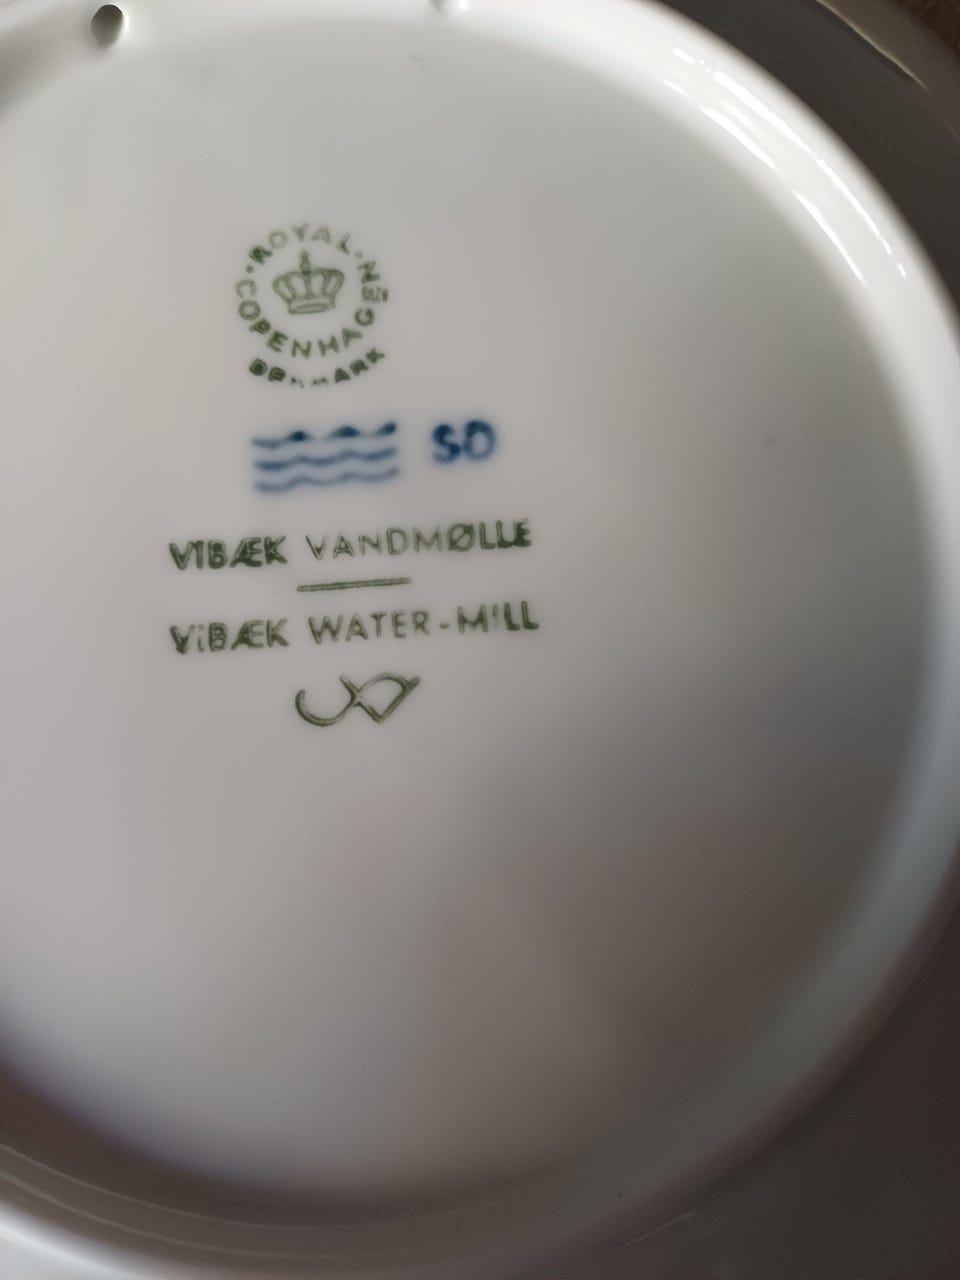 ROYAL
COPENHAGEN
DENMARK
SO
VIBÆK VANDMØLLE
VIBÆK WATER-MILL